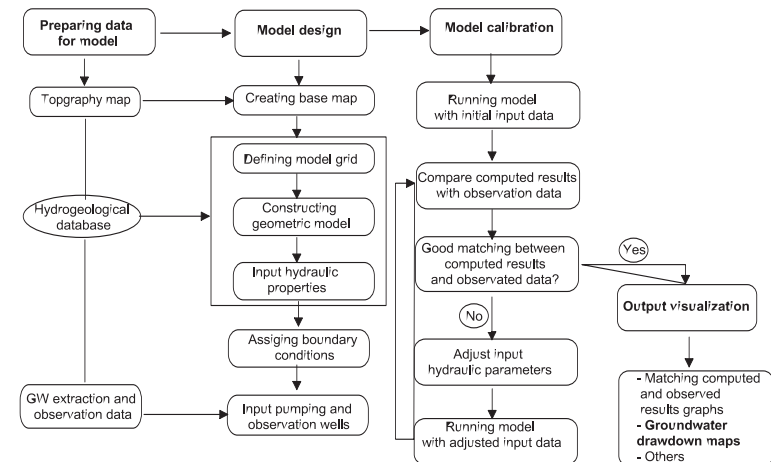 Preparing data
for model
Model design
Model calibration
Topgraphy map
Creating base map
Running model
with initial input data
Defining model grid
Compare computed results
with observation data
Hydrogeological
database
Constructing
geometric model
Good matching between
computed results
and observated data?
Yes
Input hydraulic
properties
Output visualization
No
Assiging boundary
conditions
Adjust input
hydraulic parameters
- Matching computed
and observed
results graphs
- Groundwater
drawdown maps
- Others
GW extraction and
observation data
Input pumping and
observation wells
Running model
with adjusted input data